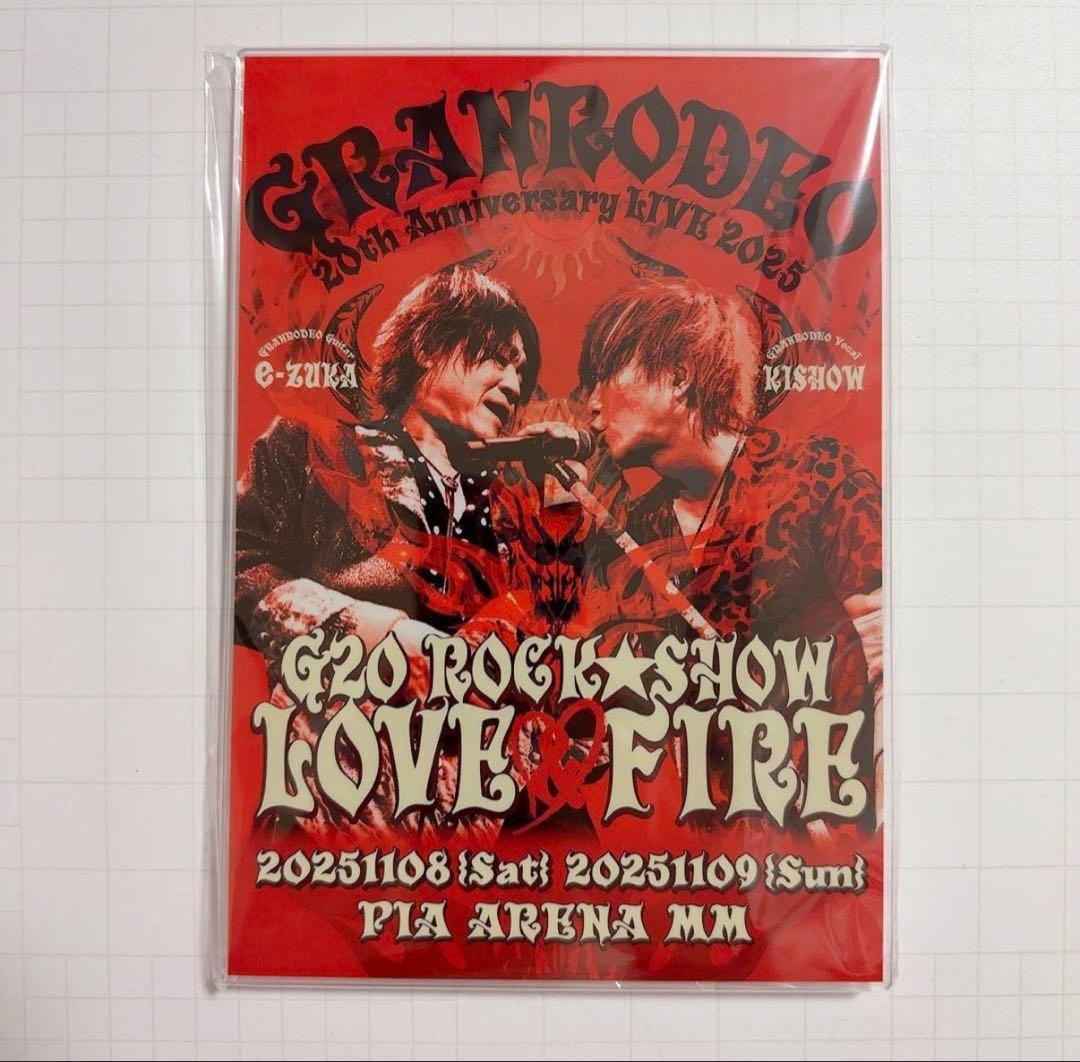 GRANRODEO
20th Anniversary LIVE 2025
GRANRODEO Guitar
e-ZUKA
GRANRODEO Vocal
KISHOW
G20 ROCK★SHOW
LOVE & FIRE
20251108{Sat} 20251109{Sun}
PIA ARENA MM